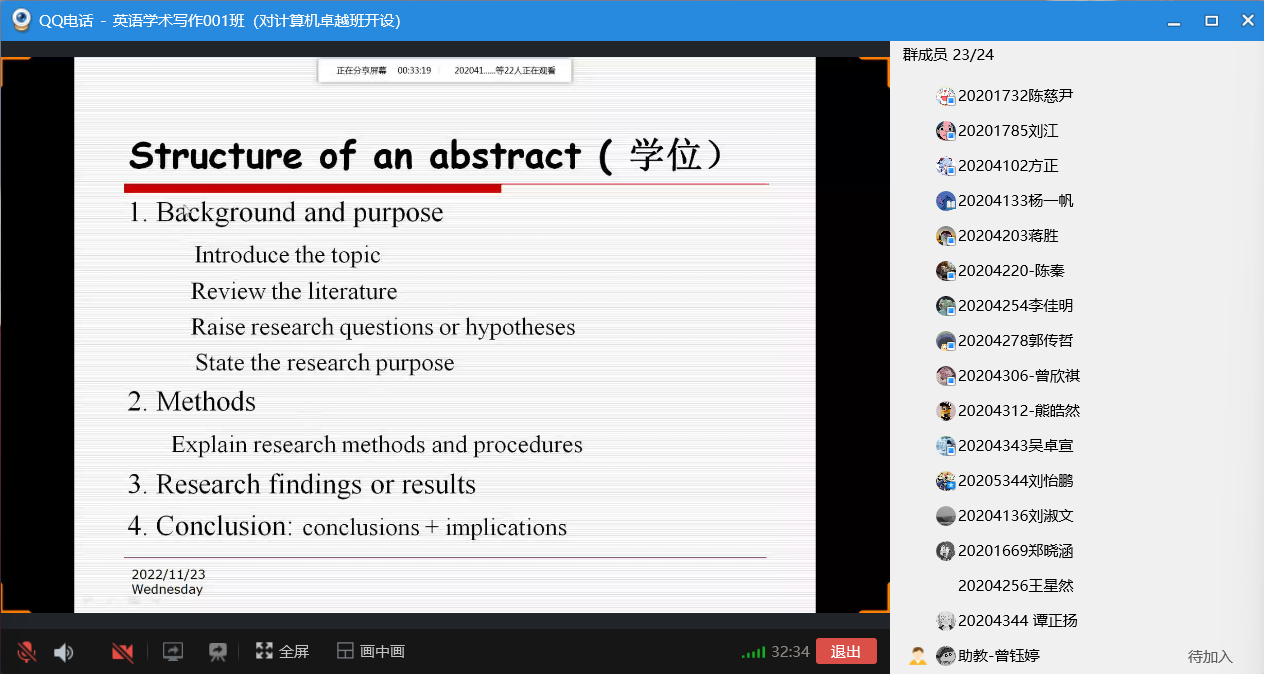 QQ电话 - 英语学术写作001班 (对计算机卓越班开设)
正在分享屏幕 00:33:19 202041......等22人正在观看
Structure of an abstract ( 学位）
1. Background and purpose
Introduce the topic
Review the literature
Raise research questions or hypotheses
State the research purpose
2. Methods
Explain research methods and procedures
3. Research findings or results
4. Conclusion: conclusions + implications
2022/11/23
Wednesday
全屏 画中画 32:34 退出
群成员 23/24
20201732陈慈尹
20201785刘江
20204102方正
20204133杨一帆
20204203蒋胜
20204220-陈秦
20204254李佳明
20204278郭传哲
20204306-曾欣祺
20204312-熊皓然
20204343吴卓宣
20205344刘怡鹏
20204136刘淑文
20201669郑晓涵
20204256王星然
20204344 谭正扬
助教-曾钰婷 待加入